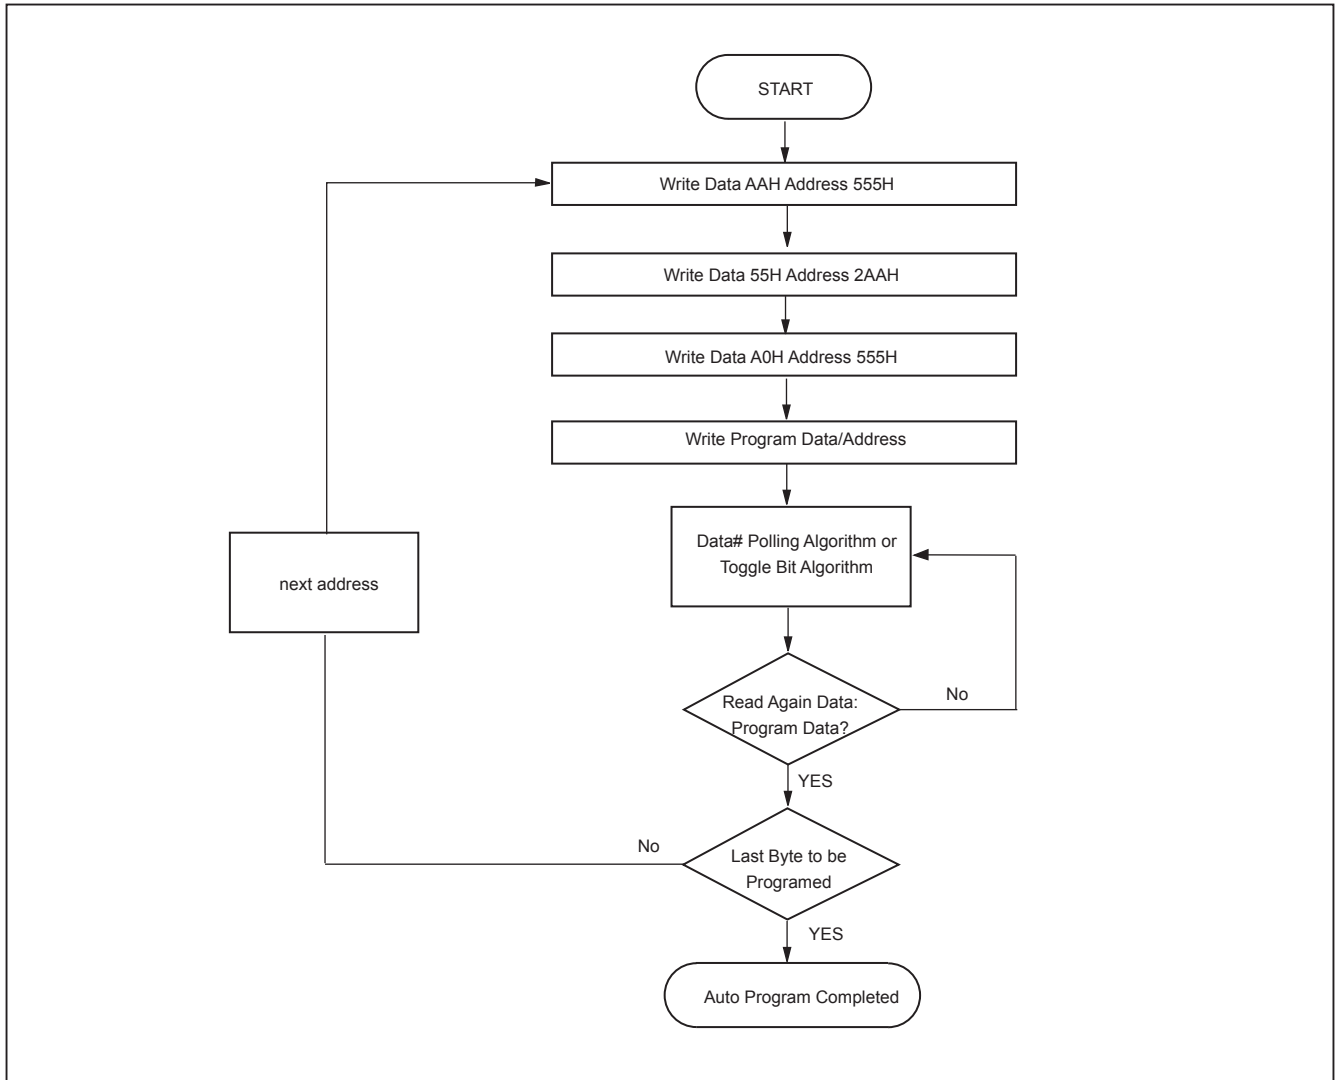 START
Write Data AAH Address 555H
Write Data 55H Address 2AAH
Write Data A0H Address 555H
Write Program Data/Address
Data# Polling Algorithm or
Toggle Bit Algorithm
next address
Read Again Data:
Program Data?
No
YES
No
Last Byte to be
Programed
YES
Auto Program Completed